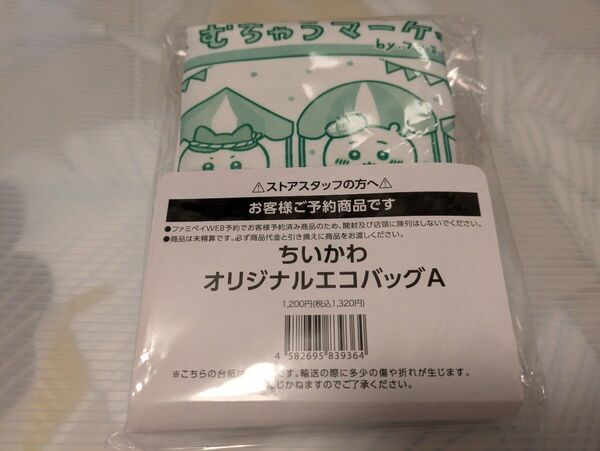 むちゃうマーケ
by.
⚠ストアスタッフの方へ⚠
お客様ご予約商品です
●ファミペイWEB予約でお客様予約済み商品のため、開封及び店頭に陳列はしないでください。
●商品は未精算です。必ず商品代金と引き換えに商品をお渡しください。
ちいかわ
オリジナルエコバッグA
1,200円(税込1,320円)
4 582695 839364
※こちらの台紙は です。輸送の際に多少の傷や折れが生じます。
じかねますのでご了承ください。